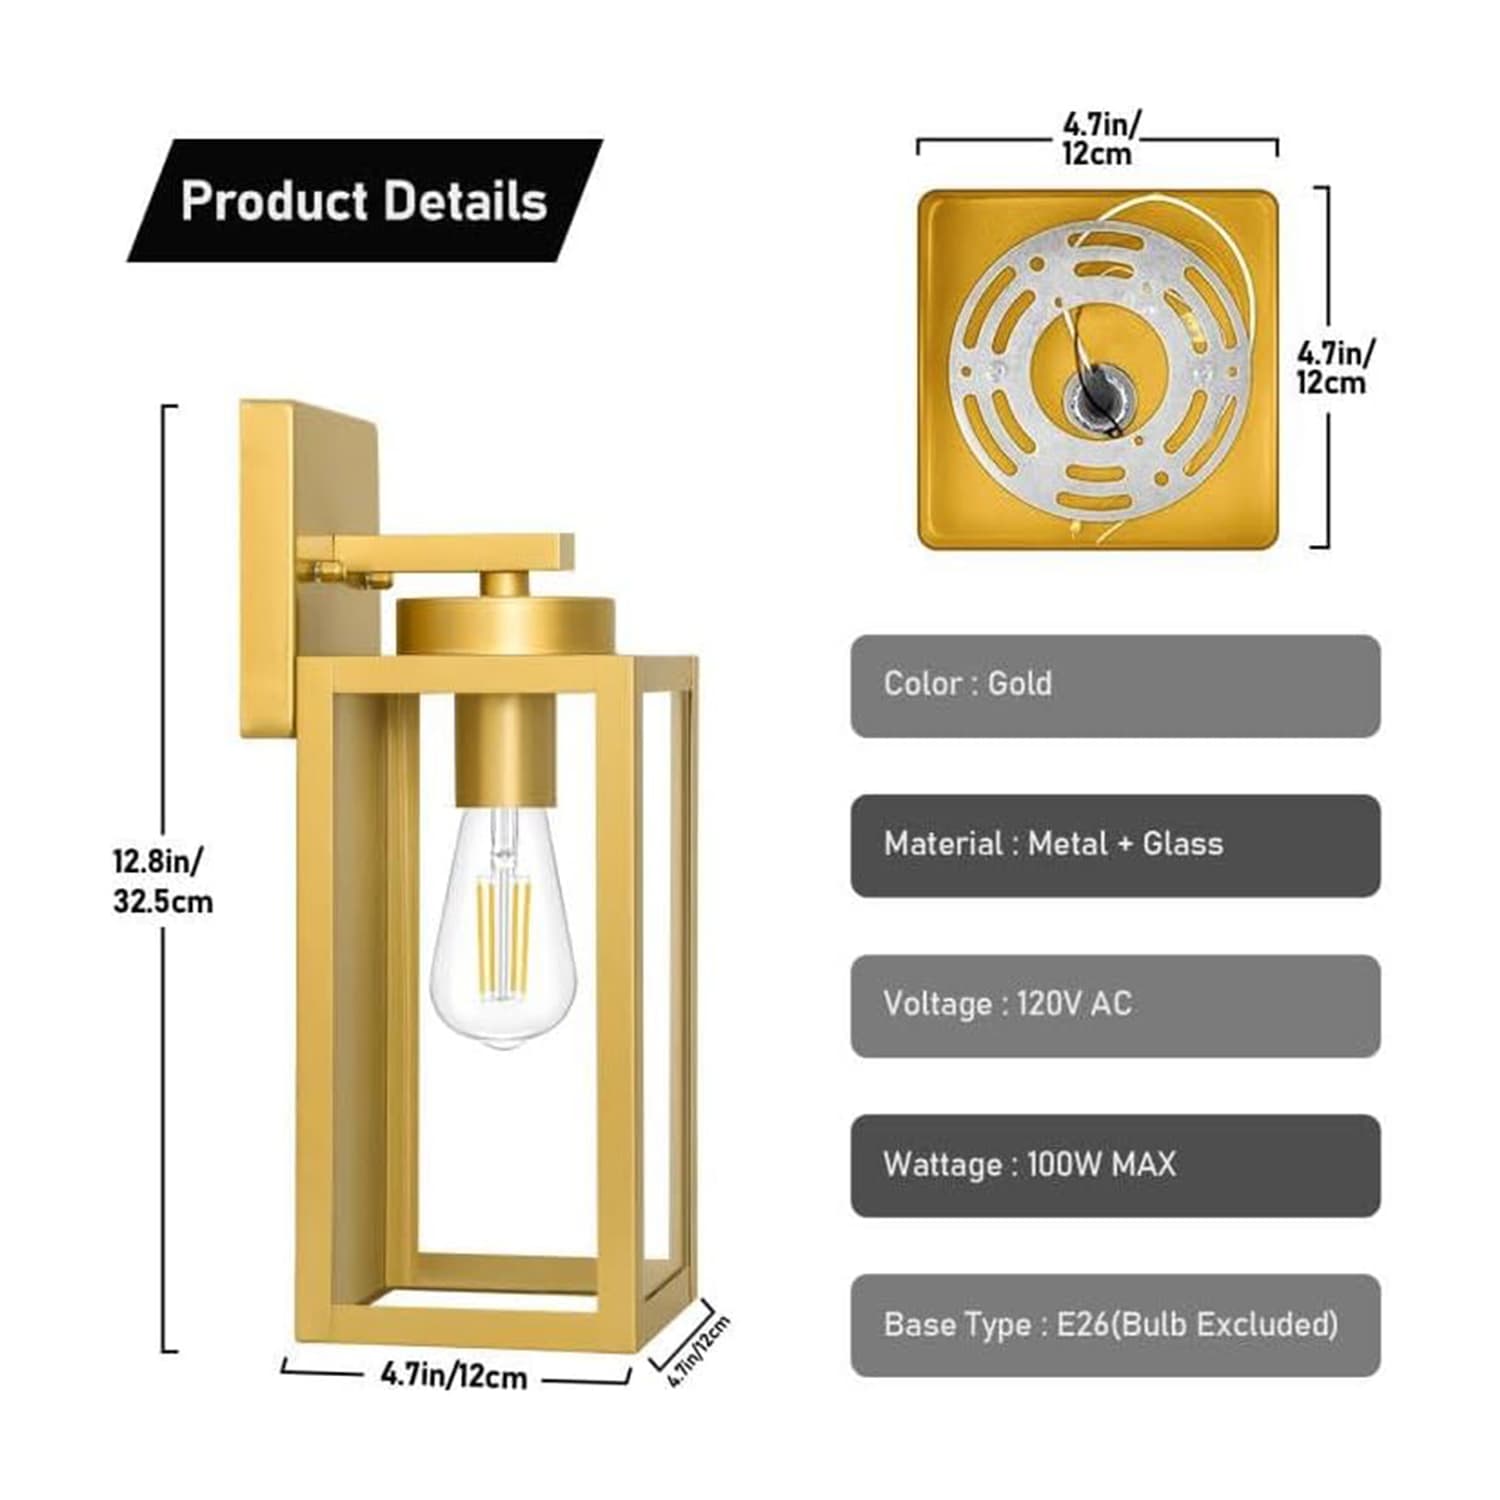 Product Details
4.7in/
12cm
4.7in/
12cm
12.8in/
32.5cm
4.7in/12cm
4.7in/12cm
Color : Gold
Material : Metal + Glass
Voltage : 120V AC
Wattage : 100W MAX
Base Type : E26(Bulb Excluded)